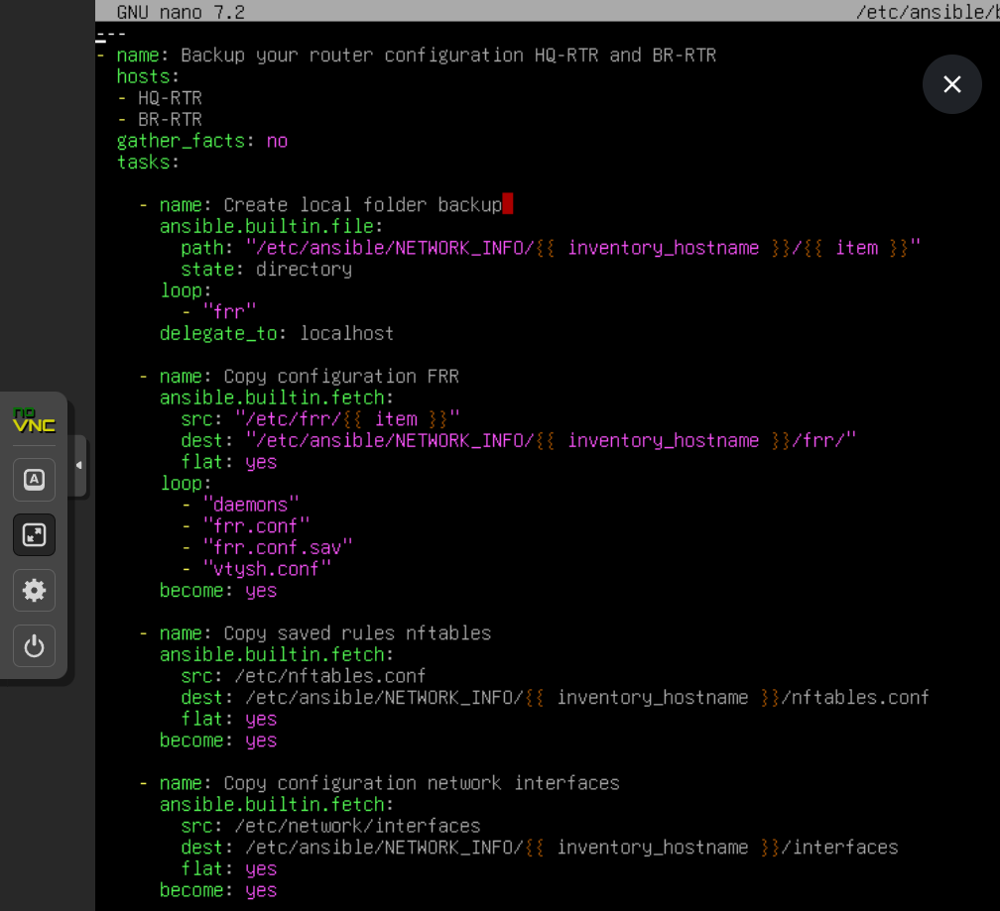 GNU nano 7.2 /etc/ansible/b
---
- name: Backup your router configuration HQ-RTR and BR-RTR
  hosts:
  - HQ-RTR
  - BR-RTR
  gather_facts: no
  tasks:

    - name: Create local folder backup
      ansible.builtin.file:
        path: "/etc/ansible/NETWORK_INFO/{{ inventory_hostname }}/{{ item }}"
        state: directory
      loop:
        - "frr"
      delegate_to: localhost

    - name: Copy configuration FRR
      ansible.builtin.fetch:
        src: "/etc/frr/{{ item }}"
        dest: "/etc/ansible/NETWORK_INFO/{{ inventory_hostname }}/frr/"
        flat: yes
      loop:
        - "daemons"
        - "frr.conf"
        - "frr.conf.sav"
        - "vtysh.conf"
      become: yes

    - name: Copy saved rules nftables
      ansible.builtin.fetch:
        src: /etc/nftables.conf
        dest: /etc/ansible/NETWORK_INFO/{{ inventory_hostname }}/nftables.conf
        flat: yes
      become: yes

    - name: Copy configuration network interfaces
      ansible.builtin.fetch:
        src: /etc/network/interfaces
        dest: /etc/ansible/NETWORK_INFO/{{ inventory_hostname }}/interfaces
        flat: yes
      become: yes
no
VNC
A